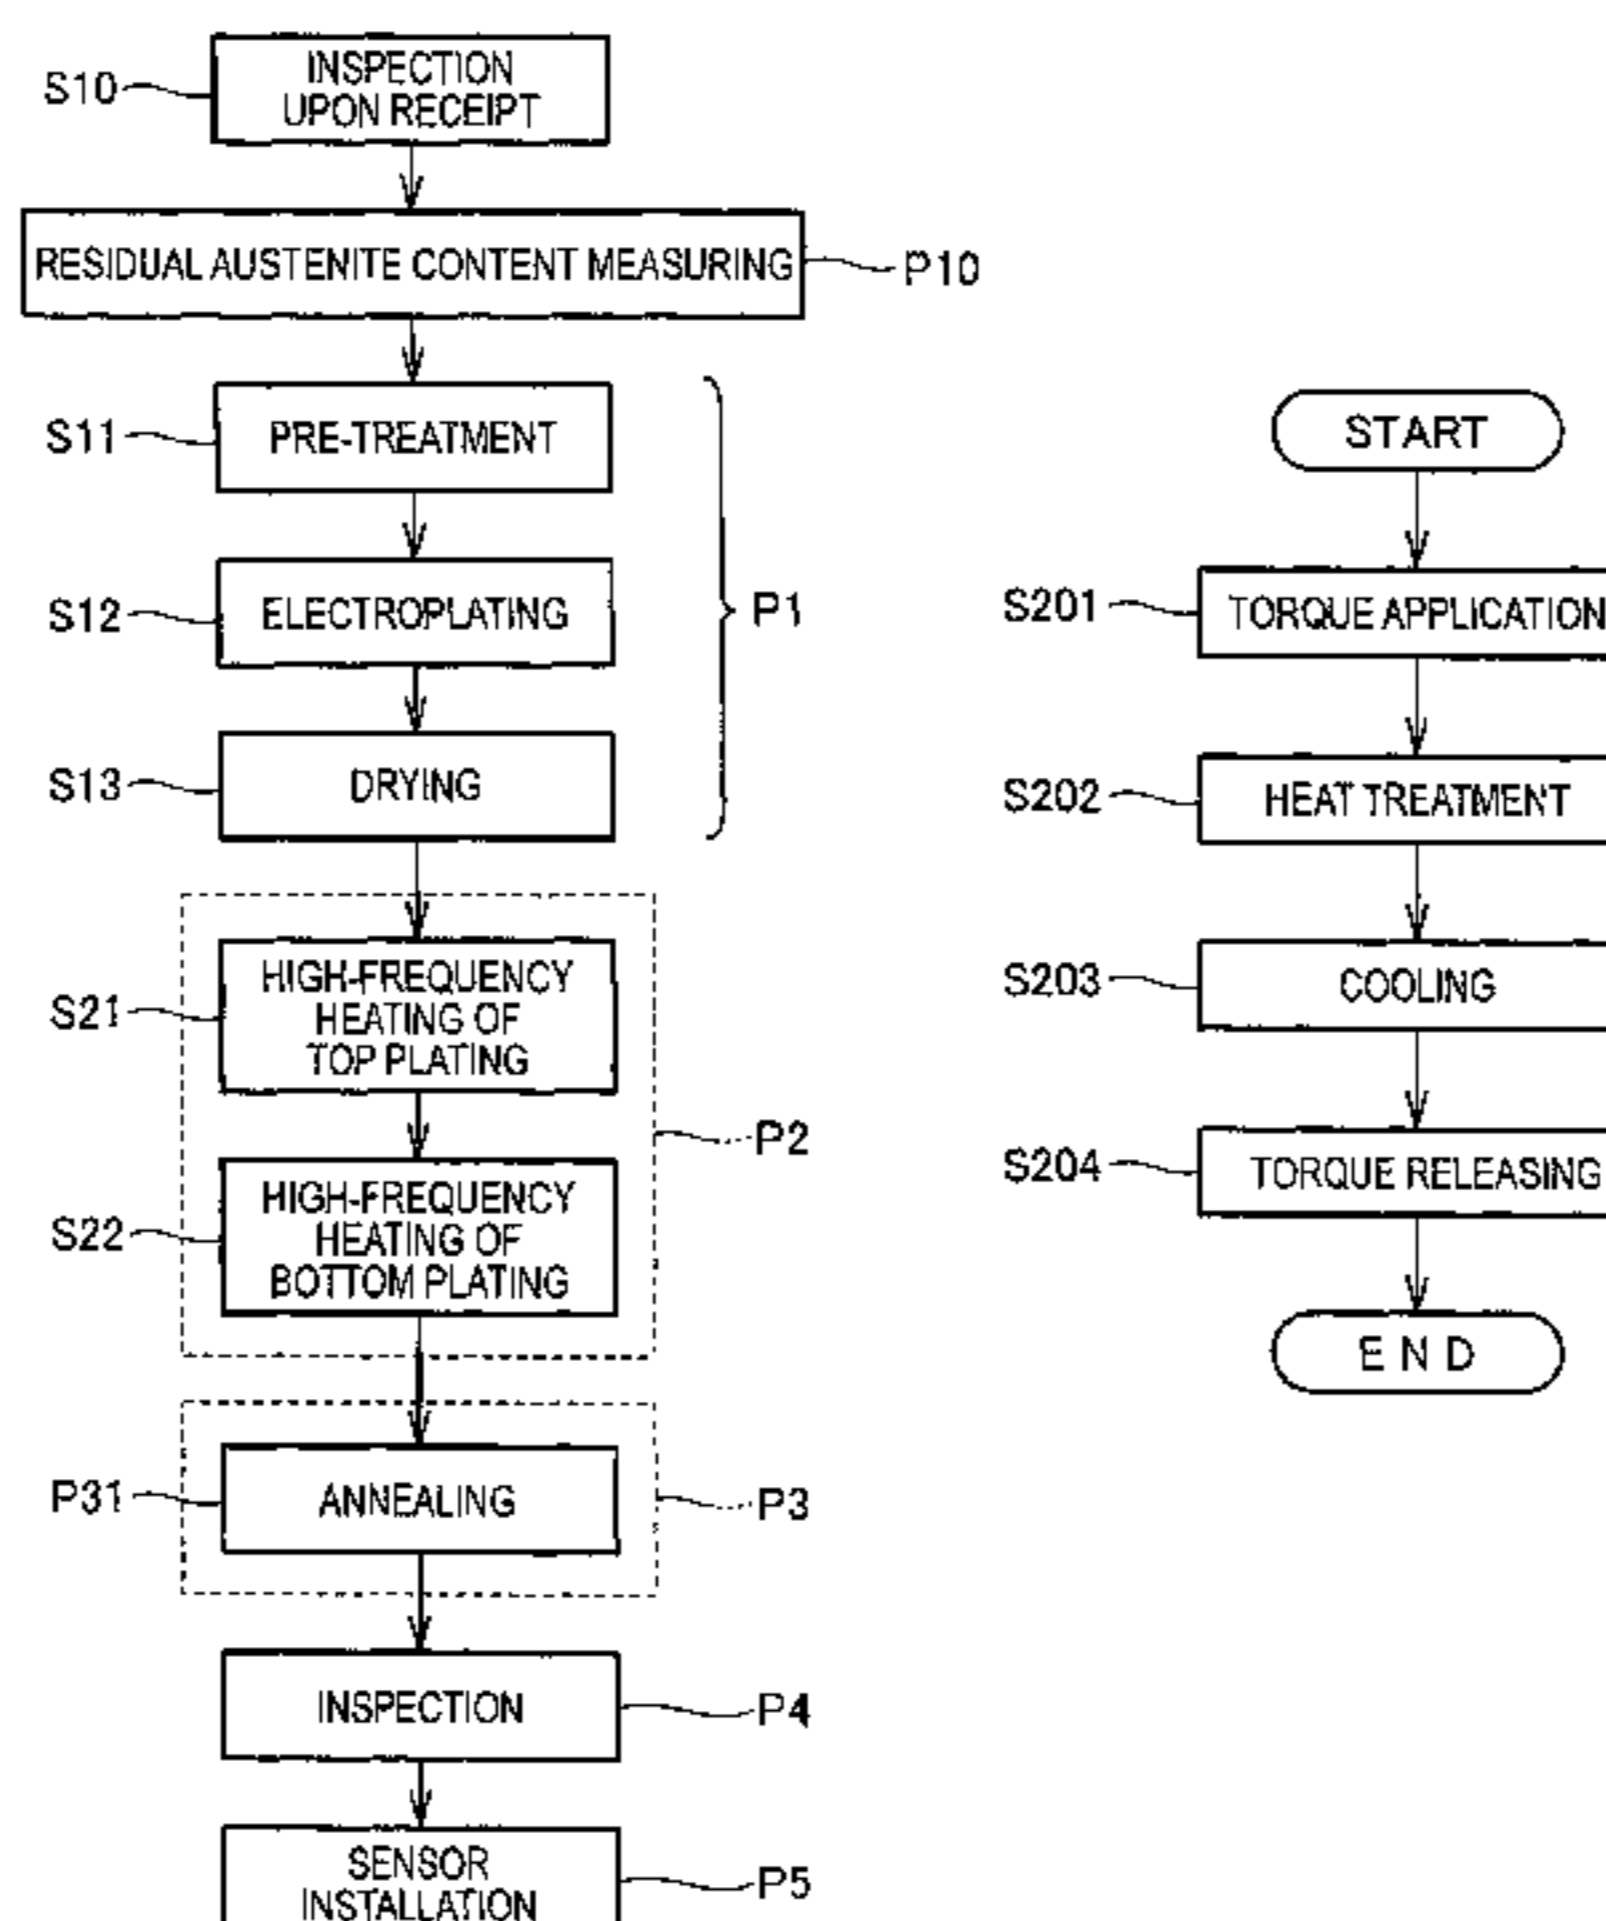 S10
INSPECTION
UPON RECEIPT
RESIDUAL AUSTENITE CONTENT MEASURING
P10
S11
PRE-TREATMENT
S12
ELECTROPLATING
P1
S13
DRYING
S21
HIGH-FREQUENCY
HEATING OF
TOP PLATING
P2
S22
HIGH-FREQUENCY
HEATING OF
BOTTOM PLATING
P31
ANNEALING
P3
INSPECTION
P4
SENSOR
INSTALLATION
P5
START
S201
TORQUE APPLICATION
S202
HEAT TREATMENT
S203
COOLING
S204
TORQUE RELEASING
END